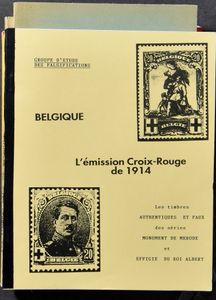 GROUPE D'ETUDE
DES FALSIFICATIONS
BELGIQUE
BELGIQUE
L'émission Croix-Rouge
de 1914
Les timbres
AUTHENTIQUES ET FAUX
des séries
MONUMENT DE MERODE
et
EFFIGIE DU ROI ALBERT
20